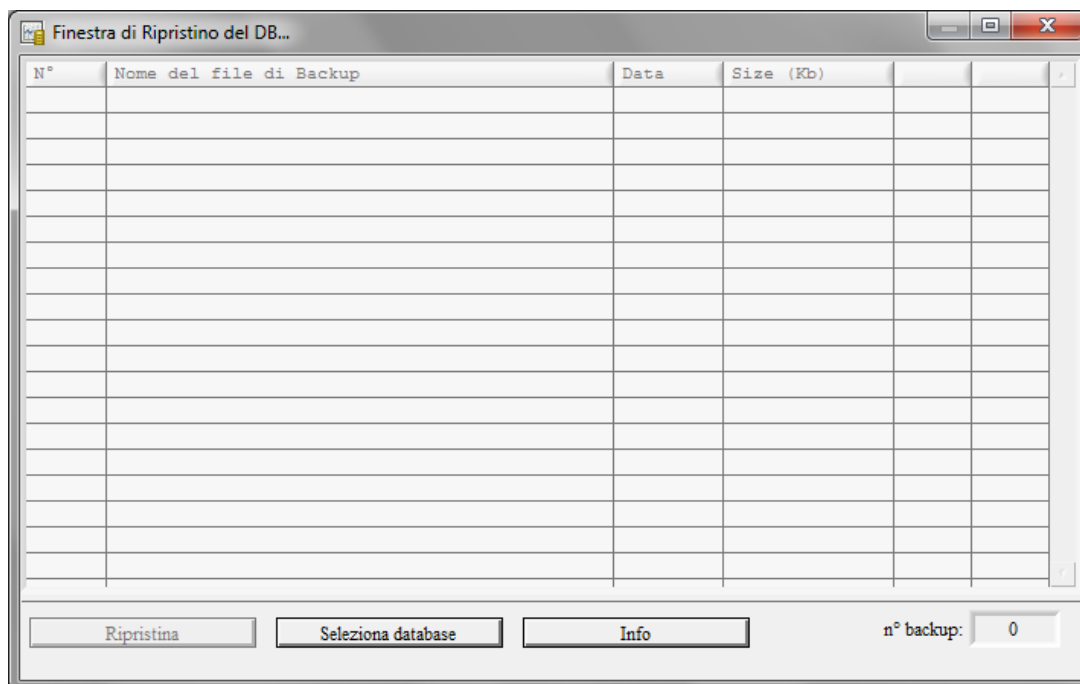 Finestra di Ripristino del DB...
N° Nome del file di Backup Data Size (Kb)
Ripristina Seleziona database Info n° backup: 0